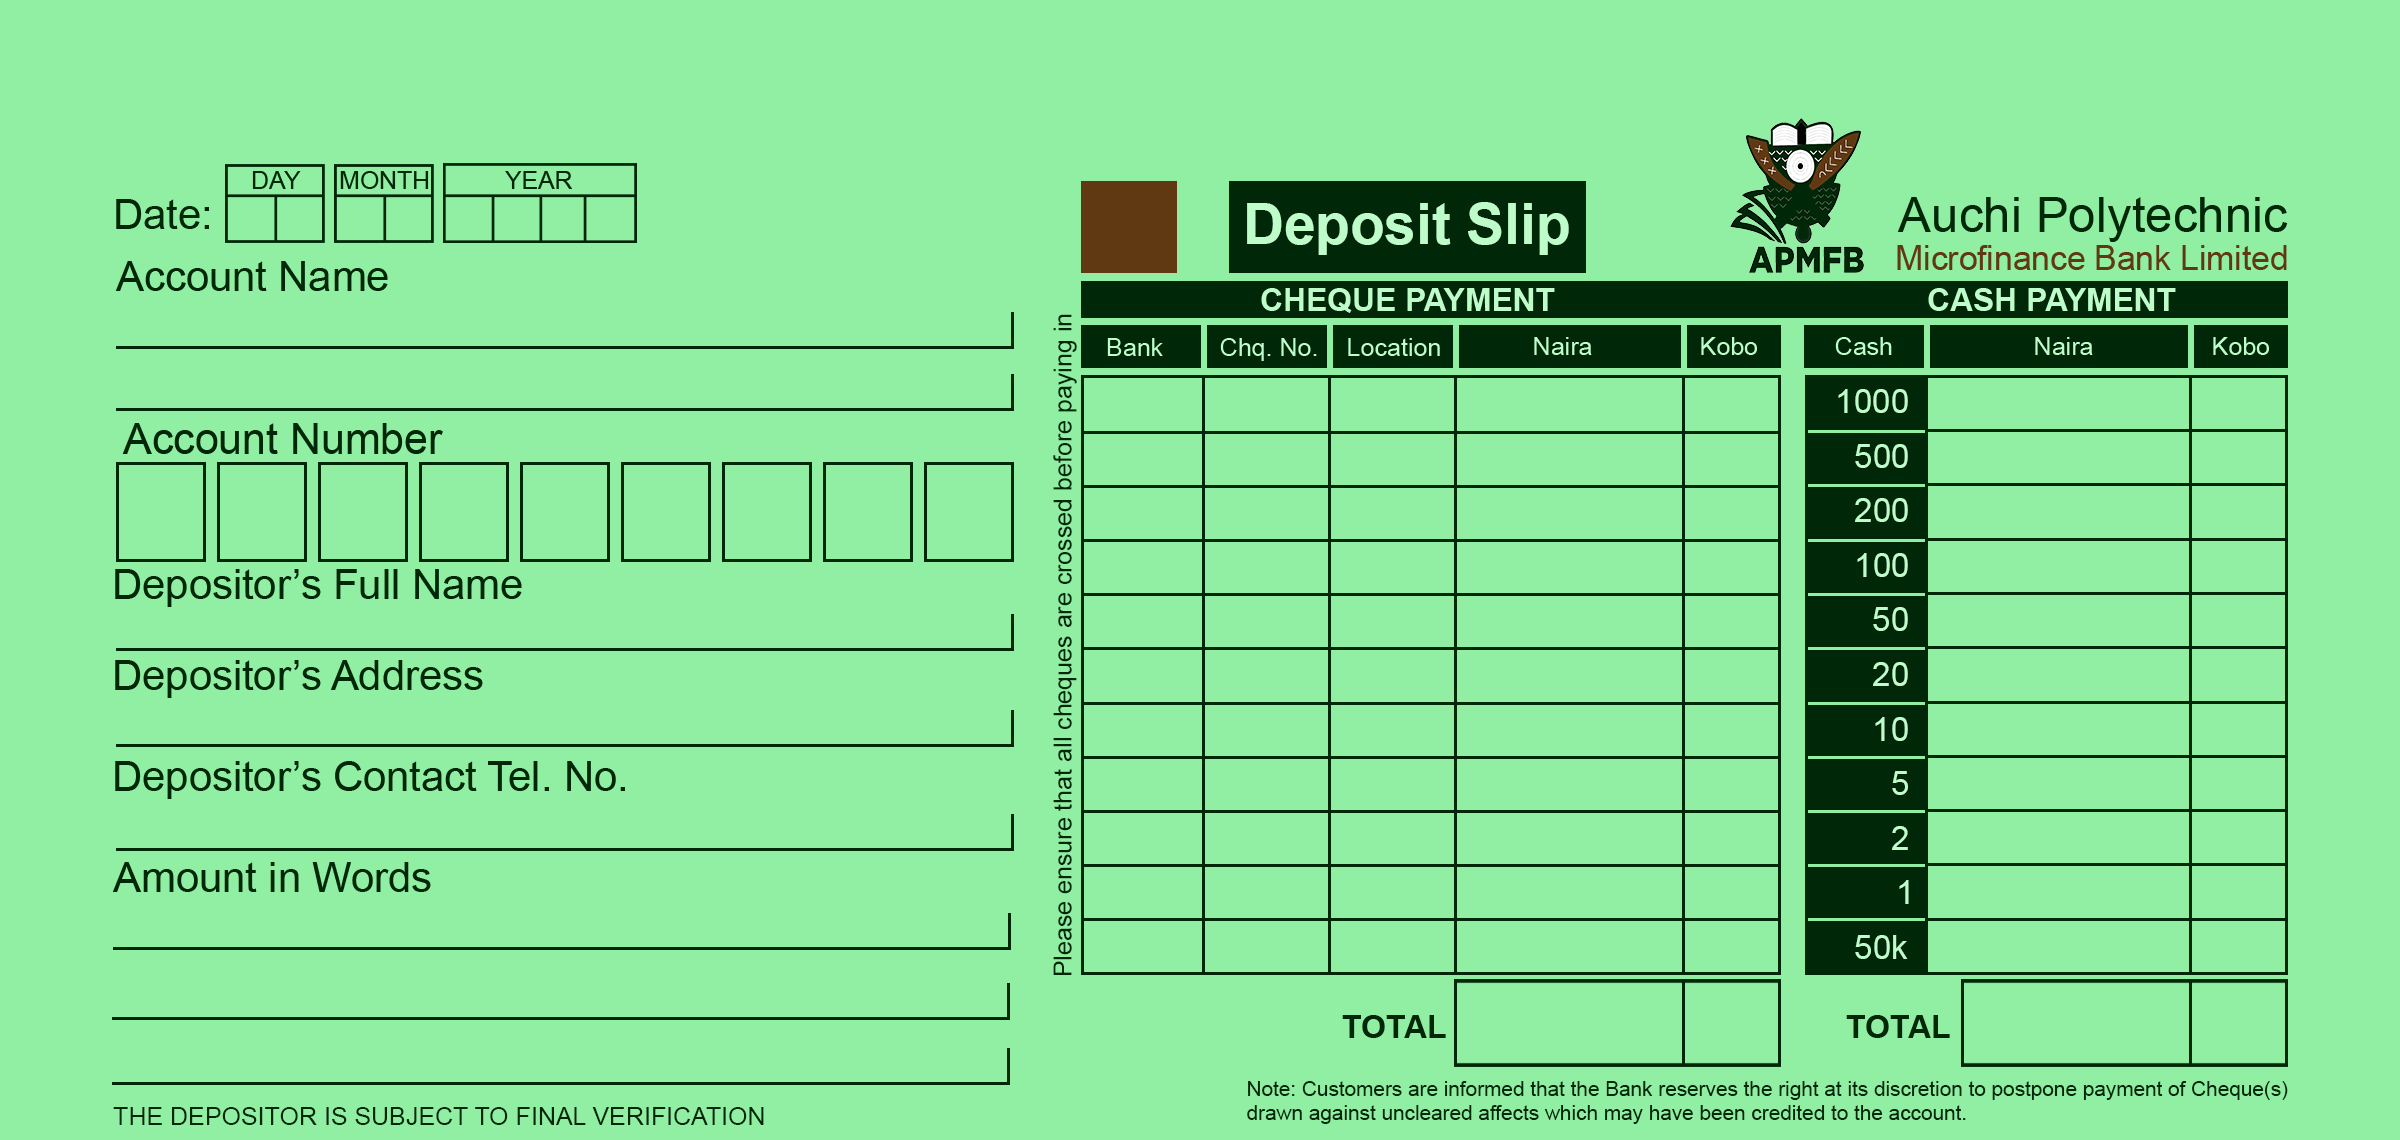 Date:
DAY MONTH YEAR
Account Name
Account Number
Depositor’s Full Name
Depositor’s Address
Depositor’s Contact Tel. No.
Amount in Words
THE DEPOSITOR IS SUBJECT TO FINAL VERIFICATION
Please ensure that all cheques are crossed before paying in
Deposit Slip
APMFB
Auchi Polytechnic
Microfinance Bank Limited
CHEQUE PAYMENT CASH PAYMENT
Bank Chq. No. Location Naira Kobo Cash Naira Kobo
1000
500
200
100
50
20
10
5
2
1
50k
TOTAL TOTAL
Note: Customers are informed that the Bank reserves the right at its discretion to postpone payment of Cheque(s)
drawn against uncleared affects which may have been credited to the account.